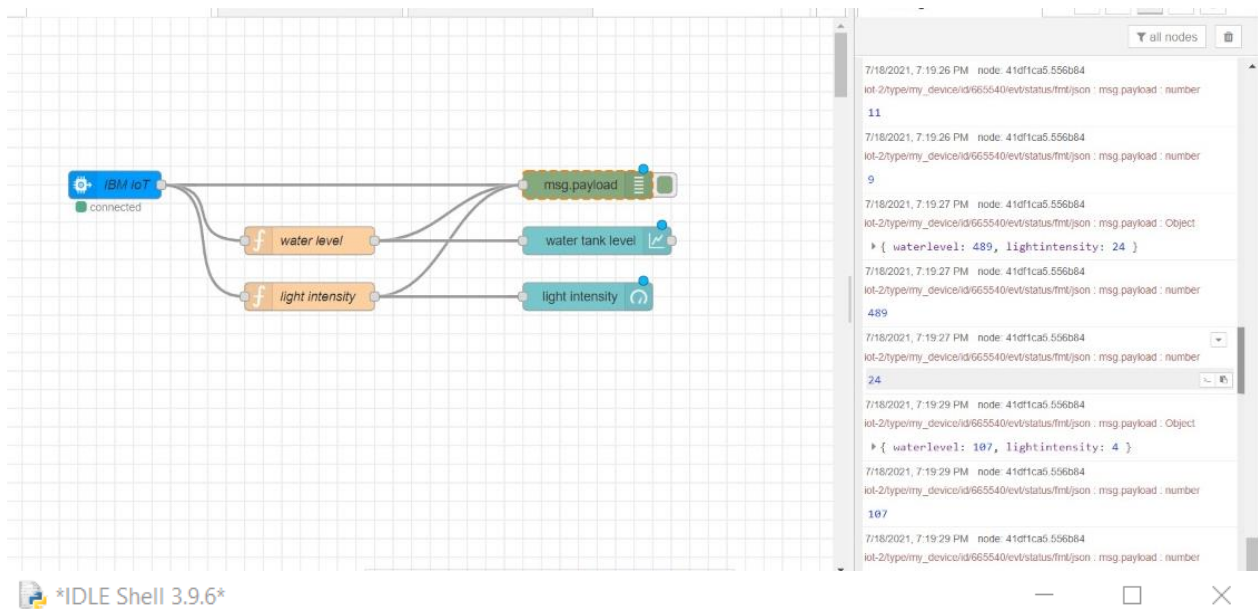 all nodes
IBM IoT
connected
water level
light intensity
msg.payload
water tank level
light intensity
7/18/2021, 7:19:26 PM node: 41df1ca5.556b84
iot-2/type/my_device/id/665540/evt/status/fmt/json : msg.payload : number
11
7/18/2021, 7:19:26 PM node: 41df1ca5.556b84
iot-2/type/my_device/id/665540/evt/status/fmt/json : msg.payload : number
9
7/18/2021, 7:19:27 PM node: 41df1ca5.556b84
iot-2/type/my_device/id/665540/evt/status/fmt/json : msg.payload : Object
{ waterlevel: 489, lightintensity: 24 }
7/18/2021, 7:19:27 PM node: 41df1ca5.556b84
iot-2/type/my_device/id/665540/evt/status/fmt/json : msg.payload : number
489
7/18/2021, 7:19:27 PM node: 41df1ca5.556b84
iot-2/type/my_device/id/665540/evt/status/fmt/json : msg.payload : number
24
7/18/2021, 7:19:29 PM node: 41df1ca5.556b84
iot-2/type/my_device/id/665540/evt/status/fmt/json : msg.payload : Object
{ waterlevel: 107, lightintensity: 4 }
7/18/2021, 7:19:29 PM node: 41df1ca5.556b84
iot-2/type/my_device/id/665540/evt/status/fmt/json : msg.payload : number
107
7/18/2021, 7:19:29 PM node: 41df1ca5.556b84
iot-2/type/my_device/id/665540/evt/status/fmt/json : msg.payload : number
*IDLE Shell 3.9.6*